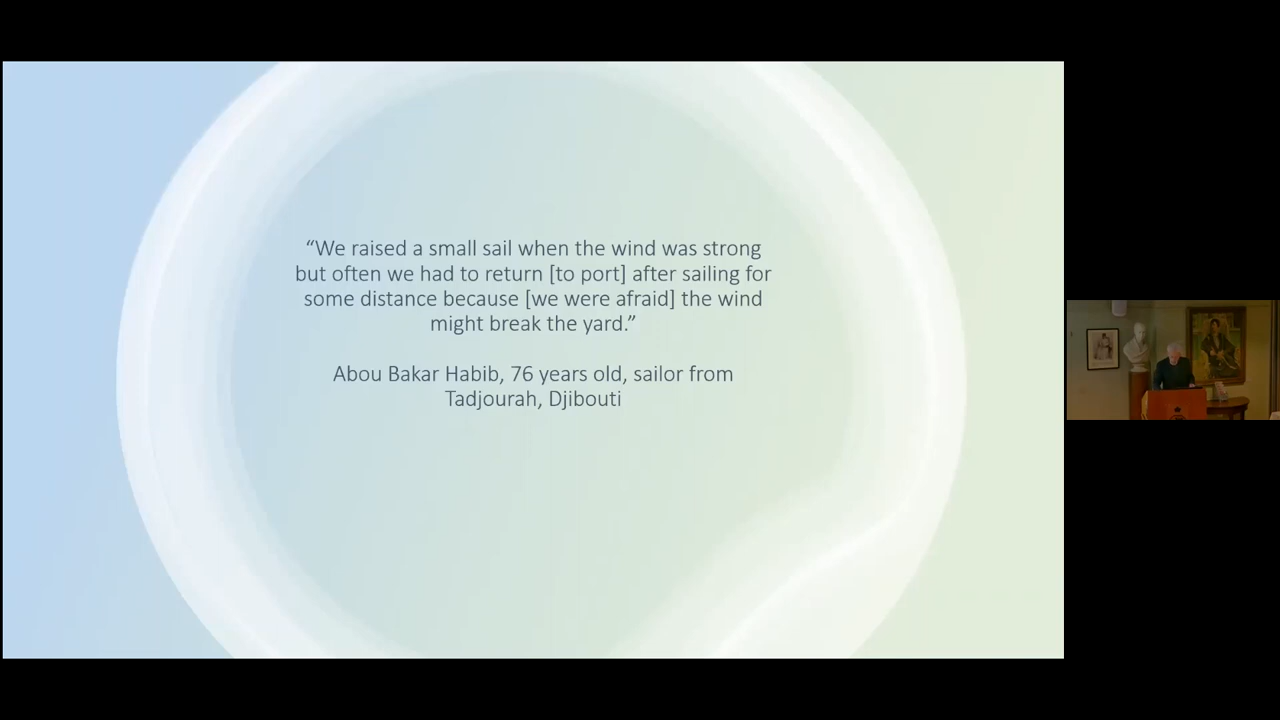 “We raised a small sail when the wind was strong
but often we had to return [to port] after sailing for
some distance because [we were afraid] the wind
might break the yard.”
Abou Bakar Habib, 76 years old, sailor from
Tadjourah, Djibouti